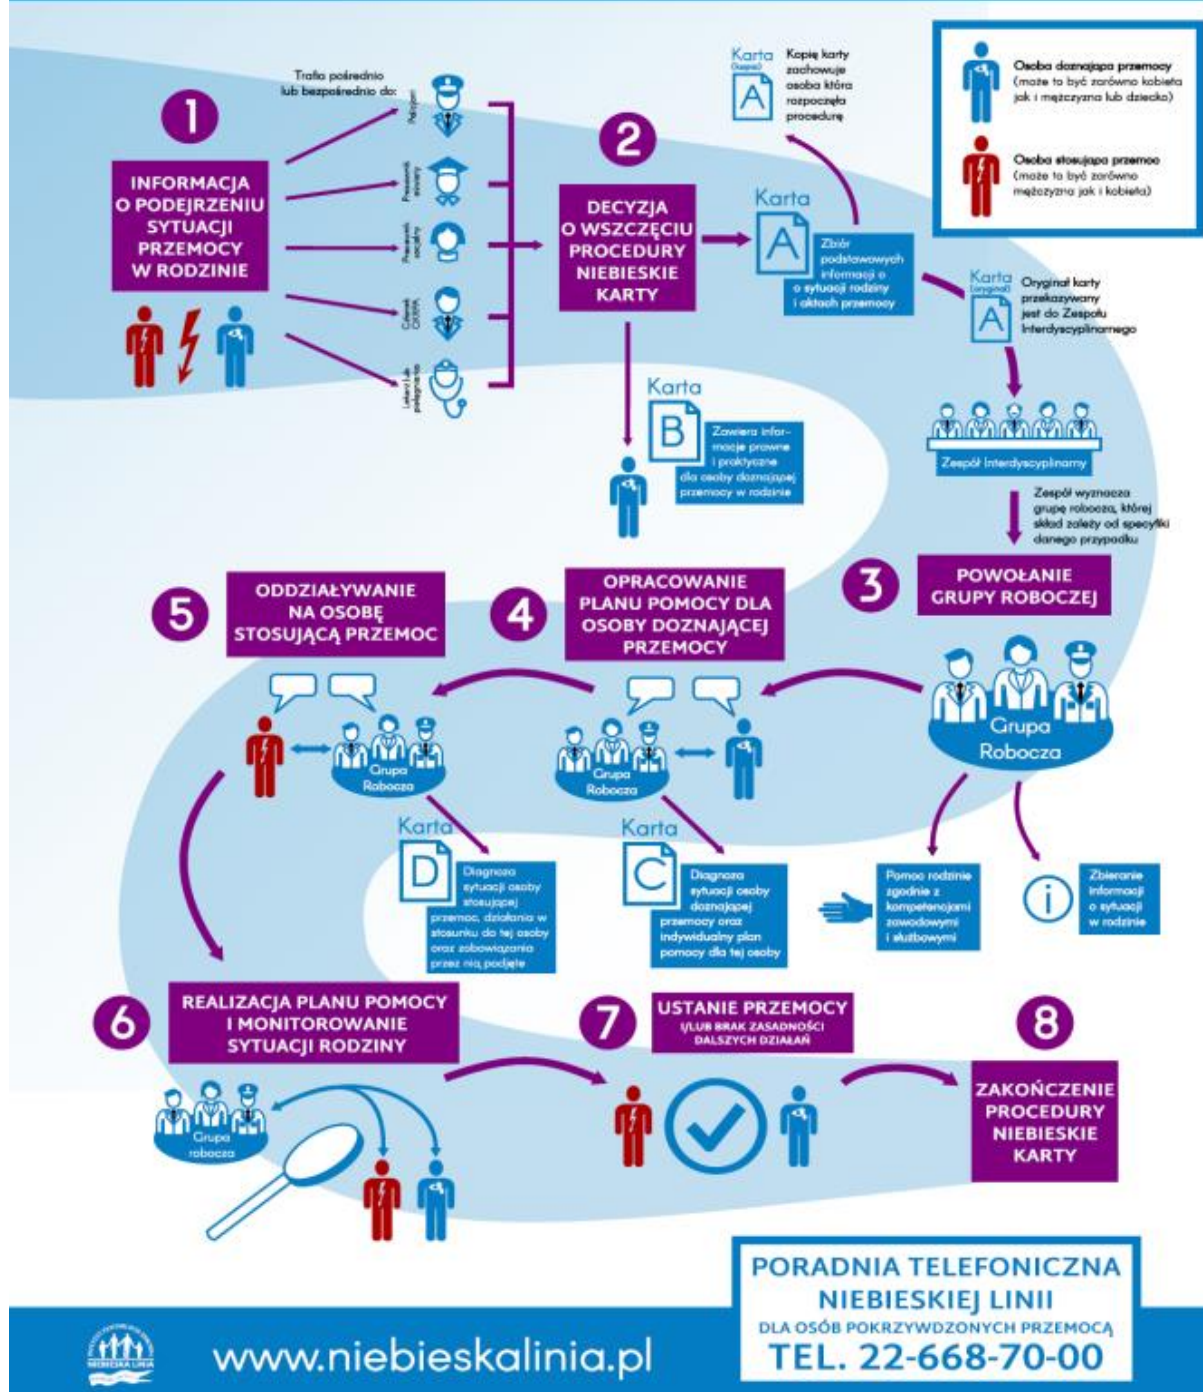 1
INFORMACJA
O PODEJRZENIU
SYTUACJI
PRZEMOCY
W RODZINIE
Trafia pośrednio
lub bezpośrednio do:
Policjant
Pracownik
oświaty
Pracownik
socjalny
Członek
GKRPA
Lekarz lub
pielęgniarka
2
DECYZJA
O WSZCZĘCIU
PROCEDURY
NIEBIESKIE
KARTY
Karta
(kopia)
A
Kopię karty
zachowuje
osoba która
rozpoczęła
procedurę
Karta
A
Zbiór
podstawowych
informacji o
o sytuacji rodziny
i aktach przemocy
Osoba doznająca przemocy
(może to być zarówno kobieta
jak i mężczyzna lub dziecko)
Osoba stosująca przemoc
(może to być zarówno
mężczyzna jak i kobieta)
Karta
(oryginał)
A
Oryginał karty
przekazywany
jest do Zespołu
Interdyscyplinarnego
Karta
B
Zawiera infor-
macje prawne
i praktyczne
dla osoby doznającej
przemocy w rodzinie
Zespół Interdyscyplinarny
Zespół wyznacza
grupę robocza, której
skład zależy od specyfiki
danego przypadku
3
POWOŁANIE
GRUPY ROBOCZEJ
Grupa
Robocza
Pomoc rodzinie
zgodnie z
kompetencjami
zawodowymi
i służbowymi
i
Zbieranie
informacji
o sytuacji
w rodzinie
4
OPRACOWANIE
PLANU POMOCY DLA
OSOBY DOZNAJĄCEJ
PRZEMOCY
Grupa
Robocza
Karta
C
Diagnoza
sytuacji osoby
doznającej
przemocy oraz
indywidualny plan
pomocy dla tej osoby
5
ODDZIAŁYWANIE
NA OSOBĘ
STOSUJĄCĄ PRZEMOC
Grupa
Robocza
Karta
D
Diagnoza
sytuacji osoby
stosującej
przemoc, działania w
stosunku do tej osoby
oraz zobowiązania
przez nią podjęte
6
REALIZACJA PLANU POMOCY
I MONITOROWANIE
SYTUACJI RODZINY
Grupa
robocza
7
USTANIE PRZEMOCY
I/LUB BRAK ZASADNOŚCI
DALSZYCH DZIAŁAŃ
8
ZAKOŃCZENIE
PROCEDURY
NIEBIESKIE
KARTY
PORADNIA TELEFONICZNA
NIEBIESKIEJ LINII
DLA OSÓB POKRZYWDZONYCH PRZEMOCĄ
TEL. 22-668-70-00
NIEBIESKA LINIA
www.niebieskalinia.pl